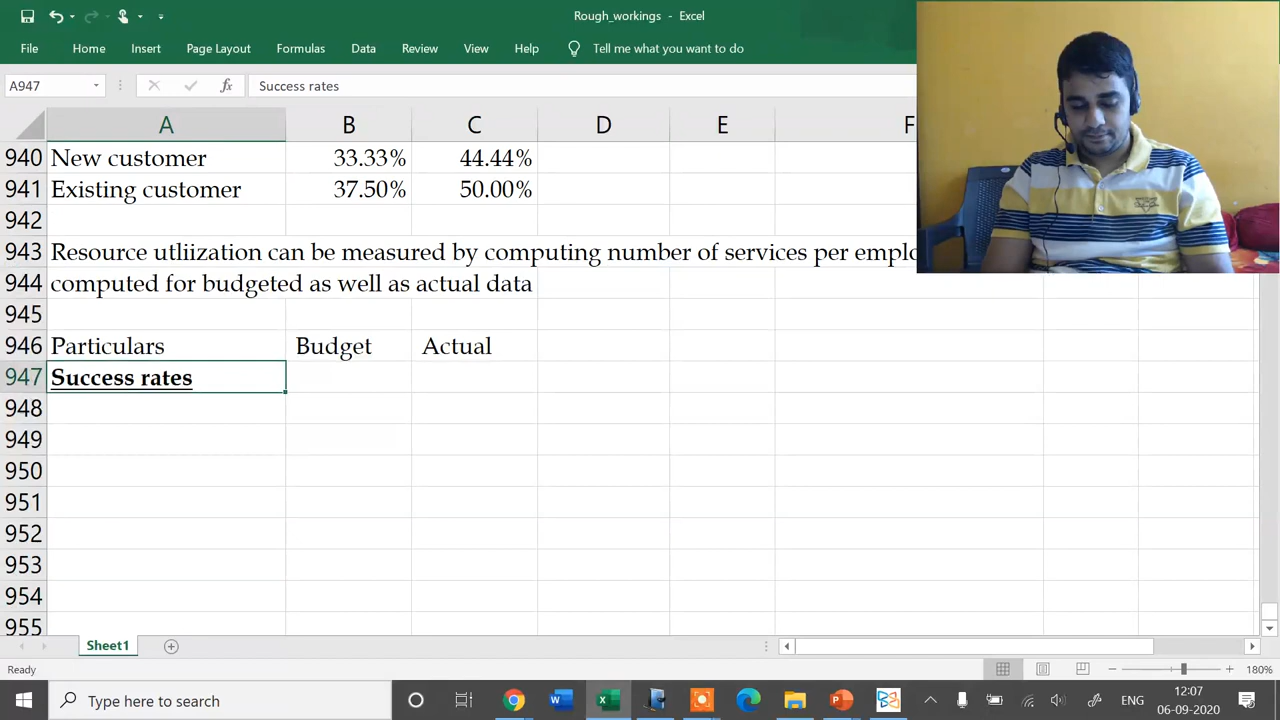 Rough_workings - Excel
File Home Insert Page Layout Formulas Data Review View Help Tell me what you want to do
A947 fx Success rates
A B C D E F
940 New customer 33.33% 44.44%
941 Existing customer 37.50% 50.00%
942
943 Resource utliization can be measured by computing number of services per emplo
944 computed for budgeted as well as actual data
945
946 Particulars Budget Actual
947 Success rates
948
949
950
951
952
953
954
955
Sheet1
Ready 180%
Type here to search ENG 12:07
06-09-2020